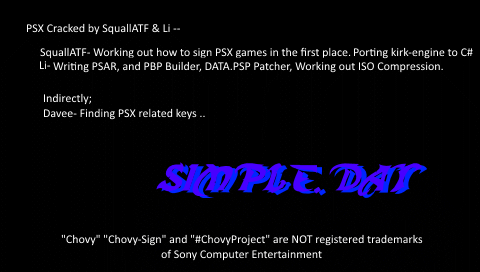 PSX Cracked by SquallATF & Li --
SquallATF- Working out how to sign PSX games in the first place. Porting kirk-engine to C#
Li- Writing PSAR, and PBP Builder, DATA.PSP Patcher, Working out ISO Compression.
Indirectly;
Davee- Finding PSX related keys ..
SIMPLE. DAY
"Chovy" "Chovy-Sign" and "#ChovyProject" are NOT registered trademarks
of Sony Computer Entertainment